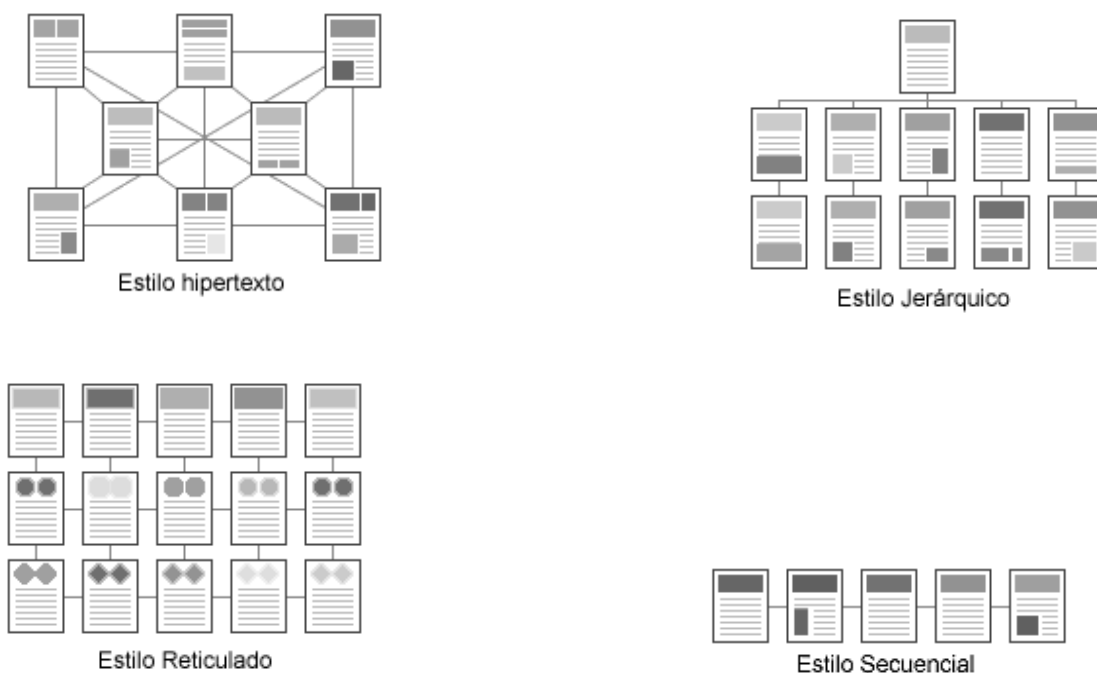 Estilo hipertexto
Estilo Jerárquico
Estilo Reticulado
Estilo Secuencial